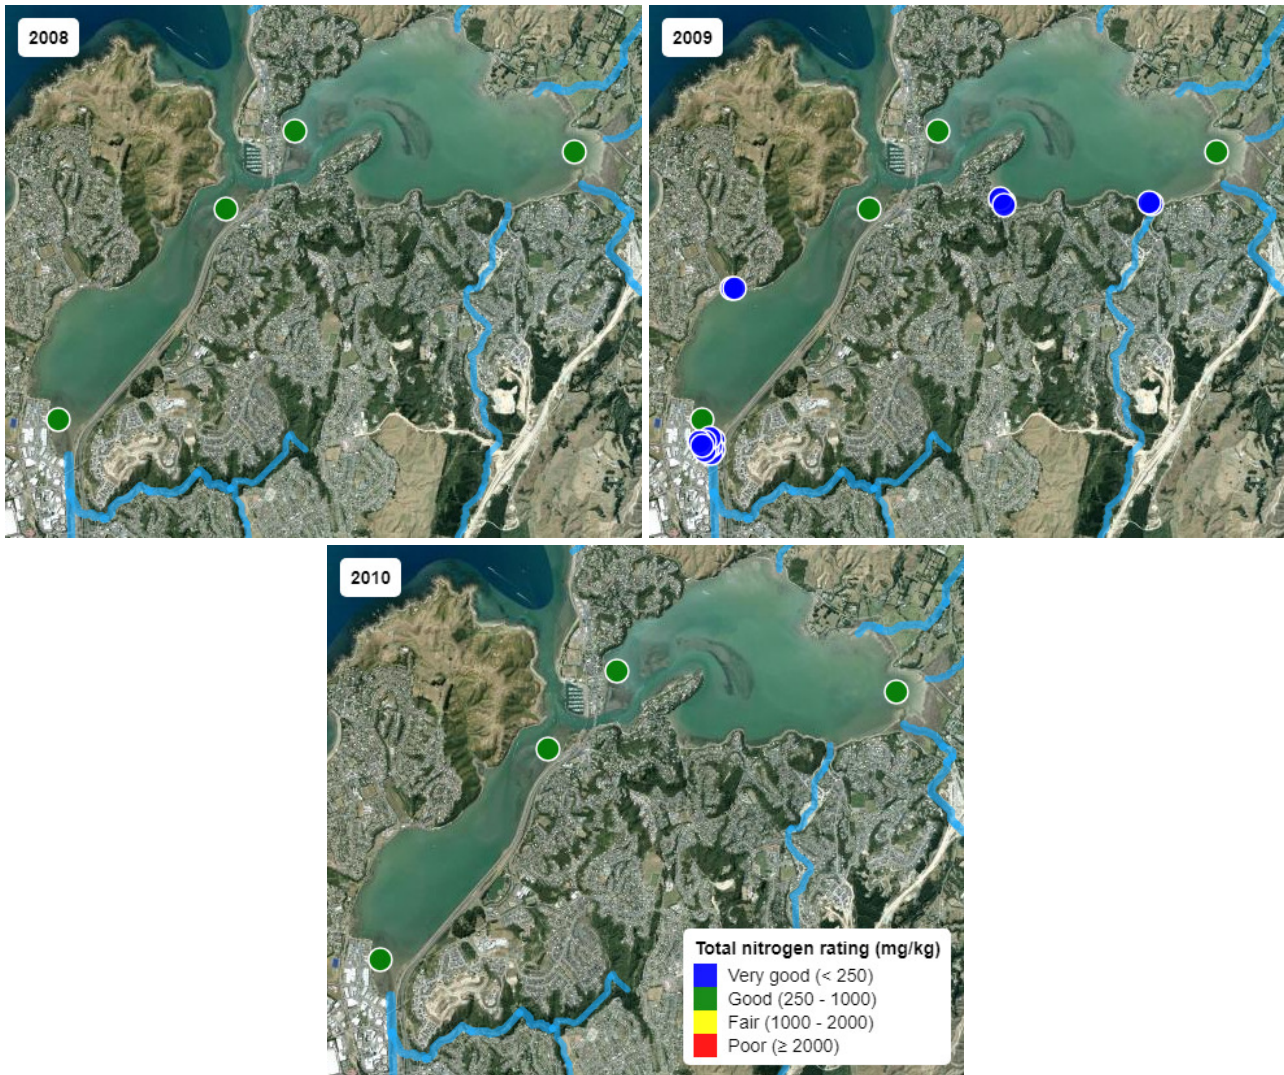 2008
2009
2010
Total nitrogen rating (mg/kg)
Very good (< 250)
Good (250 - 1000)
Fair (1000 - 2000)
Poor (≥ 2000)